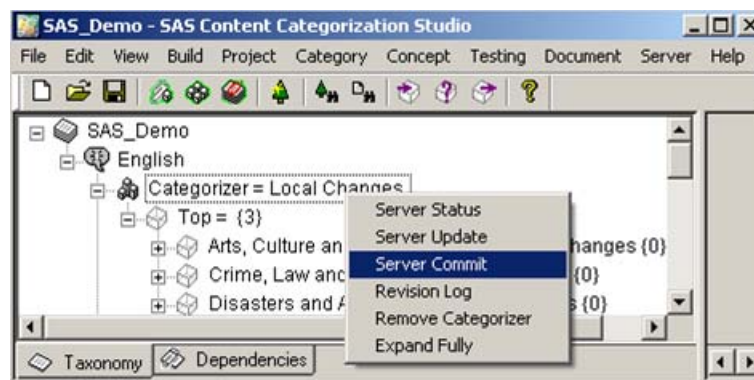 SAS_Demo - SAS Content Categorization Studio
File Edit View Build Project Category Concept Testing Document Server Help
SAS_Demo
English
Categorizer = Local Changes
Top = {3}
Server Status
Server Update
Arts, Culture an hanges {0}
Server Commit
Crime, Law and {0}
Revision Log
Disasters and A s {0}
Remove Categorizer
Expand Fully
Taxonomy Dependencies